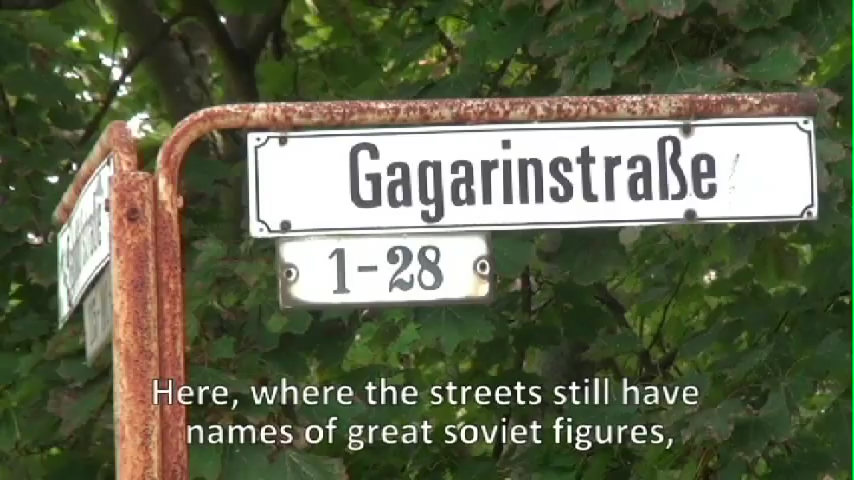 Gagarinstraße
1-28
Here, where the streets still have
names of great soviet figures,